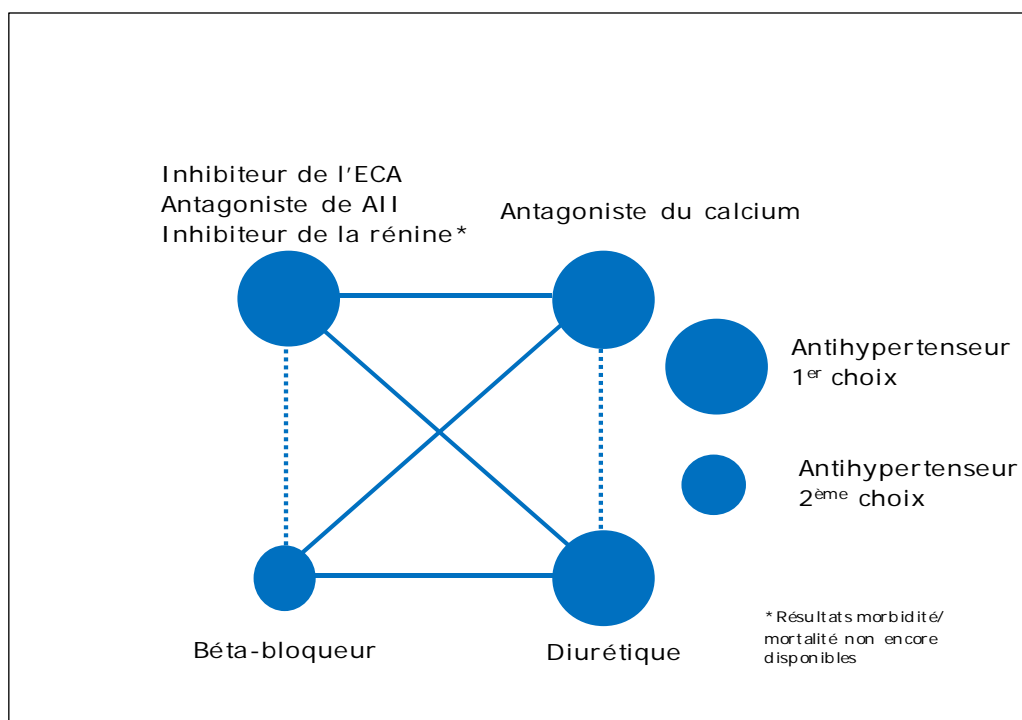 Inhibiteur de l'ECA
Antagoniste de AII
Inhibiteur de la rénine*
Antagoniste du calcium
Antihypertenseur
1er choix
Antihypertenseur
2ème choix
Béta-bloqueur
Diurétique
*Résultats morbidité/
mortalité non encore
disponibles